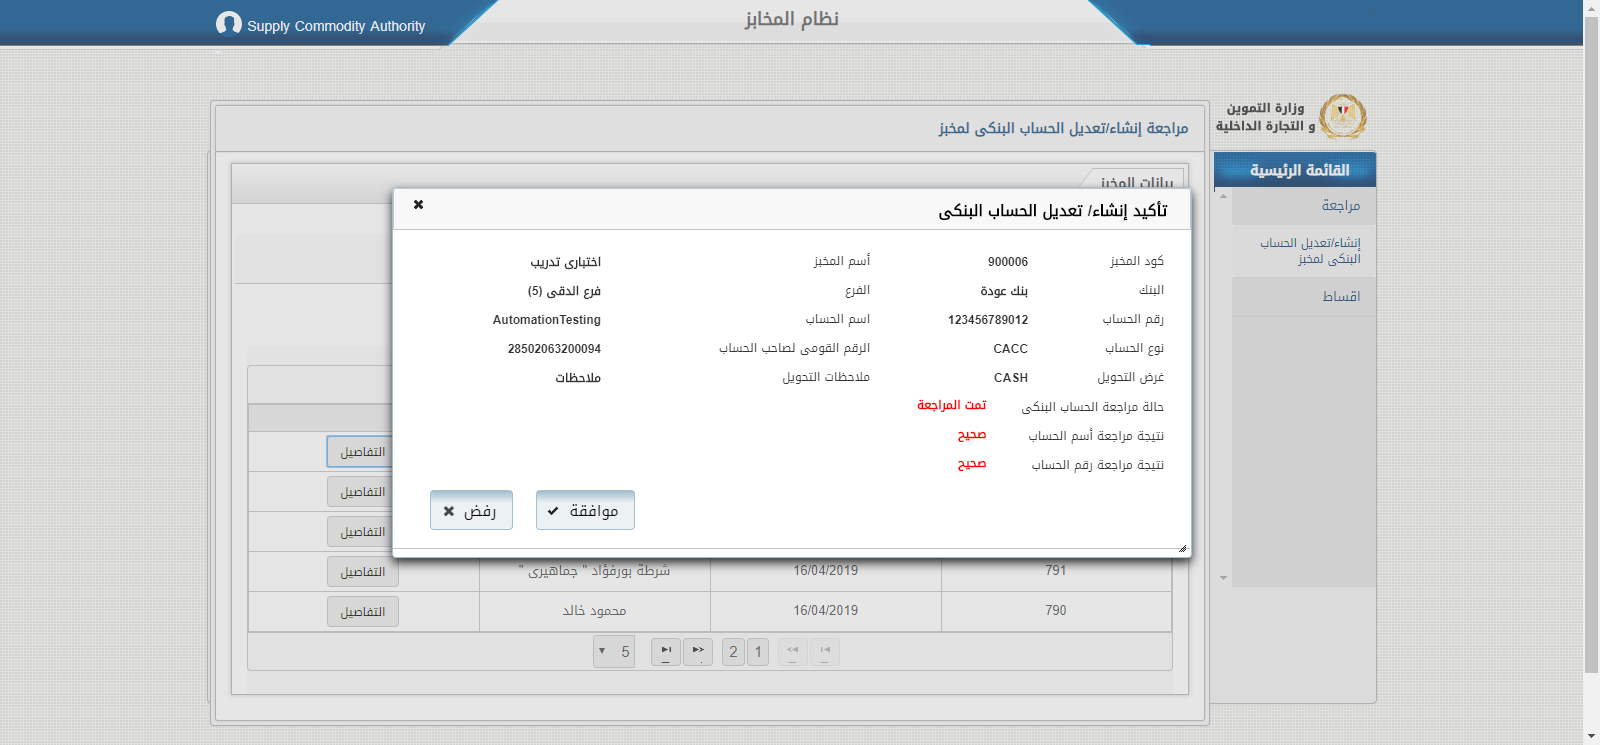 Supply Commodity Authority
نظام المخابز
وزارة التموين
و التجارة الداخلية
القائمة الرئيسية
مراجعة
إنشاء/تعديل الحساب
البنكى لمخبز
اقساط
مراجعة إنشاء/تعديل الحساب البنكى لمخبز
بيانات المخبز
تأكيد إنشاء/ تعديل الحساب البنكى
كود المخبز 900006 أسم المخبز اختبارى تدريب
البنك بنك عودة الفرع فرع الدقى (5)
رقم الحساب 123456789012 اسم الحساب AutomationTesting
نوع الحساب CACC الرقم القومى لصاحب الحساب 28502063200094
غرض التحويل CASH ملاحظات التحويل ملاحظات
حالة مراجعة الحساب البنكى تمت المراجعة
نتيجة مراجعة أسم الحساب صحيح
نتيجة مراجعة رقم الحساب صحيح
موافقة رفض
التفاصيل
التفاصيل
التفاصيل
791 16/04/2019 شرطة بورفؤاد " جماهيرى " التفاصيل
790 16/04/2019 محمود خالد التفاصيل
1 2 5